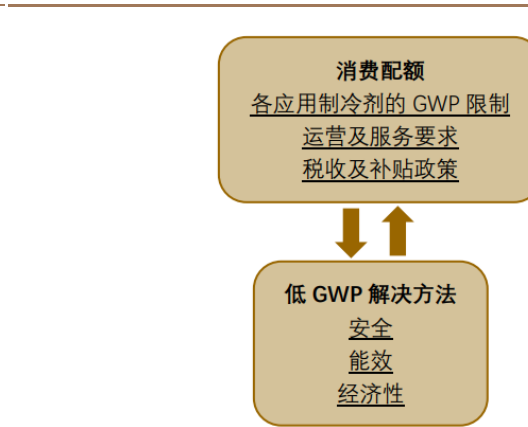 消费配额
各应用制冷剂的 GWP 限制
运营及服务要求
税收及补贴政策
低 GWP 解决方法
安全
能效
经济性